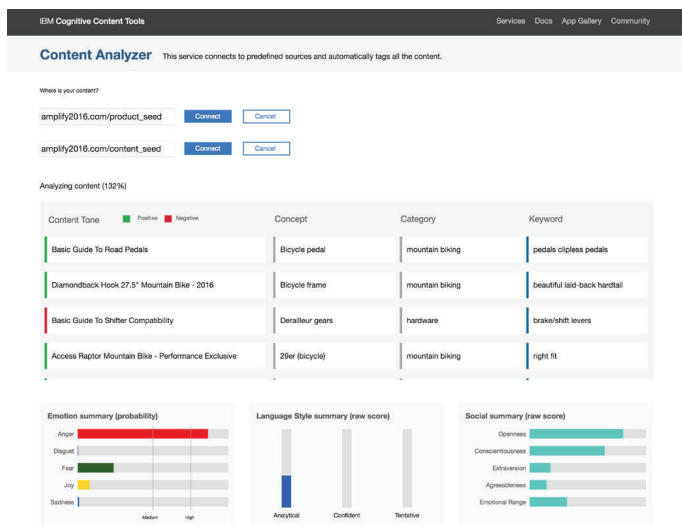 IBM Cognitive Content Tools Services Docs App Gallery Community
Content Analyzer This service connects to predefined sources and automatically tags all the content.
Where is your content?
amplify2016.com/product_seed Connect Cancel
amplify2016.com/content_seed Connect Cancel
Analyzing content (132%)
Content Tone Positive Negative Concept Category Keyword
Basic Guide To Road Pedals Bicycle pedal mountain biking pedals clipless pedals
Diamondback Hook 27.5" Mountain Bike - 2016 Bicycle frame mountain biking beautiful laid-back hardtail
Basic Guide To Shifter Compatibility Derailleur gears hardware brake/shift levers
Access Raptor Mountain Bike - Performance Exclusive 29er (bicycle) mountain biking right fit
Emotion summary (probability) Language Style summary (raw score) Social summary (raw score)
Anger
Disgust
Fear
Joy
Sadness
Medium High
Analytical Confident Tentative
Openness
Conscientiousness
Extraversion
Agreeableness
Emotional Range